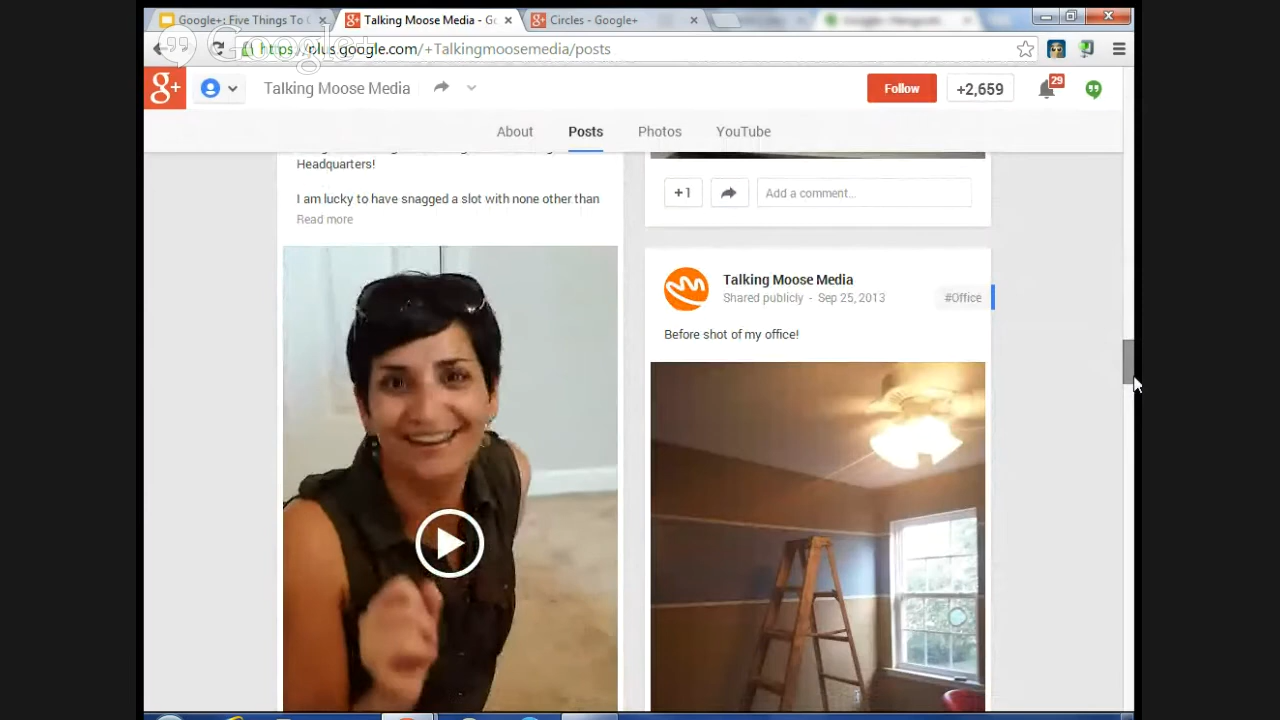 Google+: Five Things To
Talking Moose Media - Go
Circles - Google+
Google+
https://plus.google.com/+Talkingmoosemedia/posts
g+
Talking Moose Media
Follow
+2,659
29
About
Posts
Photos
YouTube
Headquarters!
I am lucky to have snagged a slot with none other than
Read more
+1
Add a comment...
Talking Moose Media
Shared publicly - Sep 25, 2013
#Office
Before shot of my office!